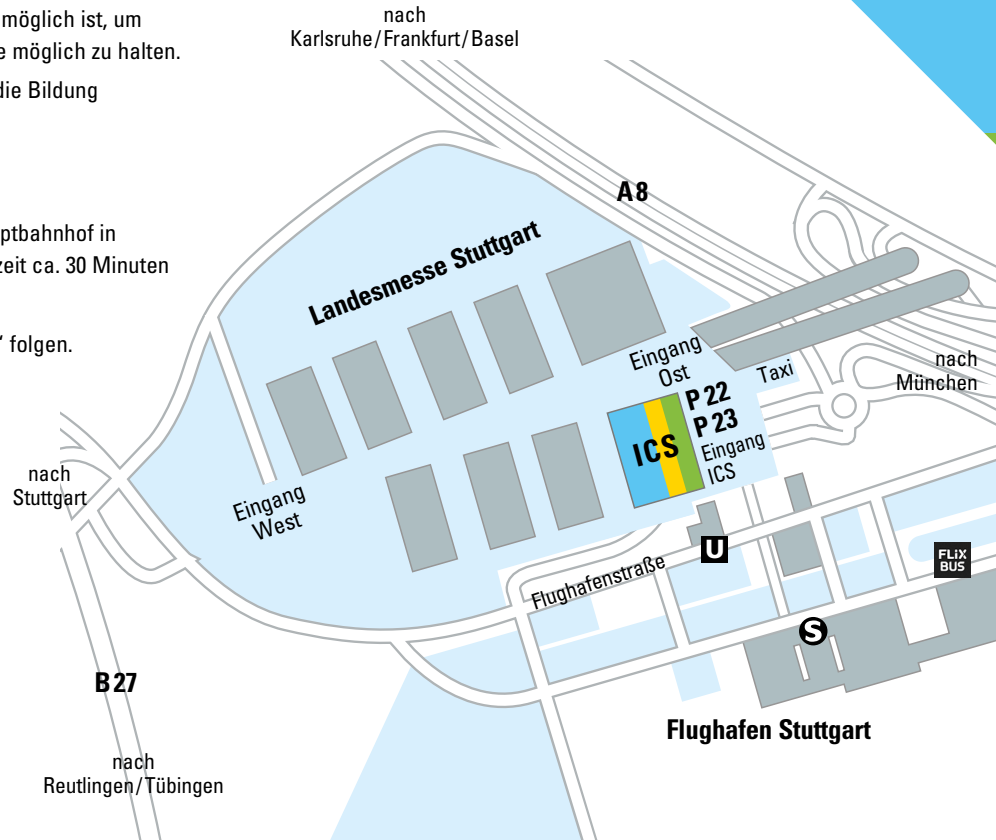 möglich ist, um
e möglich zu halten.
die Bildung
ptbahnhof in
zeit ca. 30 Minuten
“ folgen.
nach
Karlsruhe/Frankfurt/Basel
A 8
Landesmesse Stuttgart
Eingang
Ost
Taxi
nach
München
P 22
P 23
ICS
Eingang
ICS
nach
Stuttgart
Eingang
West
U
FLiX
BUS
Flughafenstraße
S
B 27
Flughafen Stuttgart
nach
Reutlingen/Tübingen